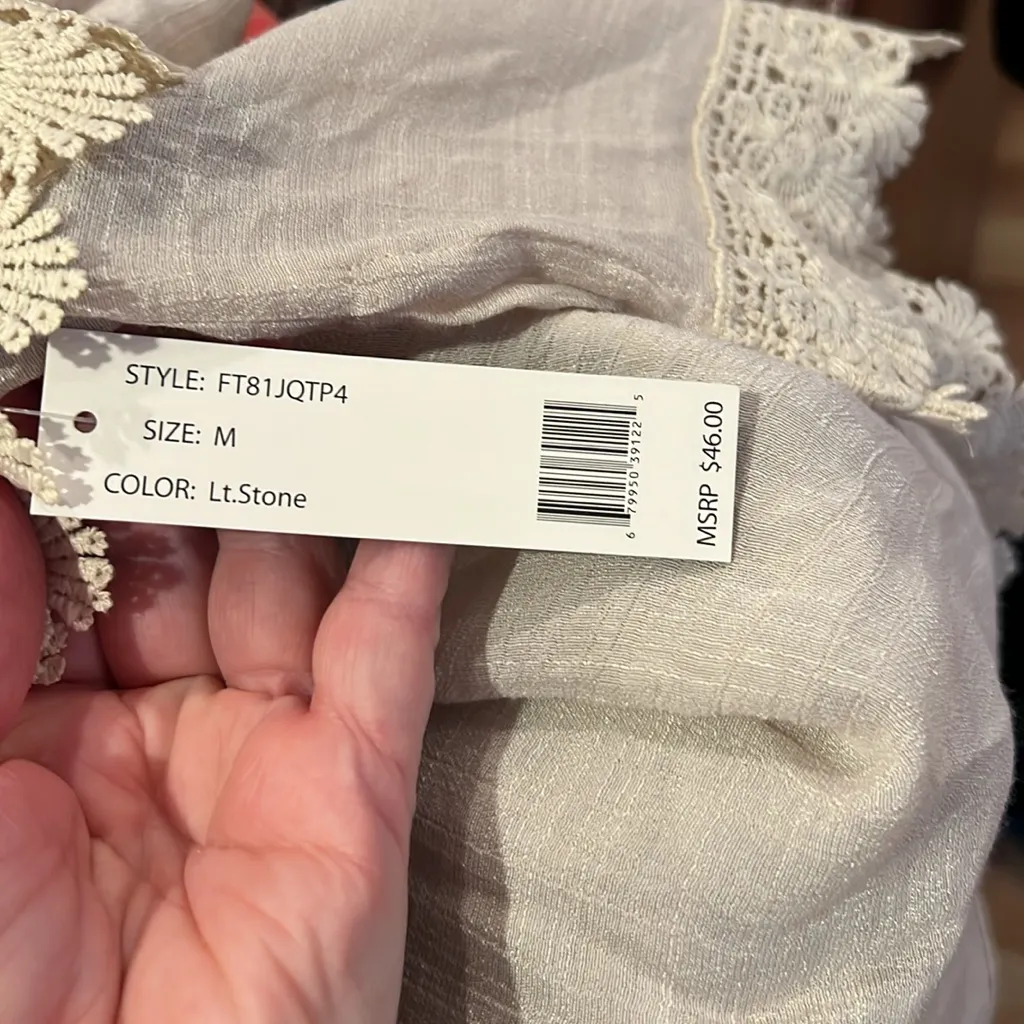 STYLE: FT81JQTP4
SIZE: M
COLOR: Lt.Stone
6 79950 39122 5
MSRP $46.00